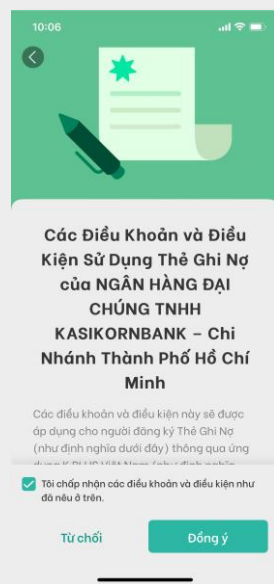 10:06
Các Điều Khoản và Điều
Kiện Sử Dụng Thẻ Ghi Nợ
của NGÂN HÀNG ĐẠI
CHÚNG TNHH
KASIKORNBANK – Chi
Nhánh Thành Phố Hồ Chí
Minh
Các điều khoản và điều kiện này sẽ được
áp dụng cho người đăng ký Thẻ Ghi Nợ
(như định nghĩa dưới đây) thông qua ứng
dụng K PLUS Việt Nam (như định nghĩa
Tôi chấp nhận các điều khoản và điều kiện như
đã nêu ở trên.
Từ chối
Đồng ý